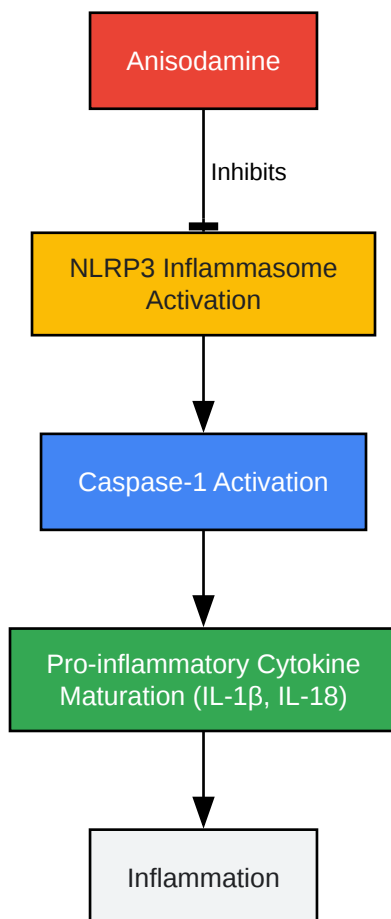 Anisodamine
Inhibits
NLRP3 Inflammasome
Activation
Caspase-1 Activation
Pro-inflammatory Cytokine
Maturation (IL-1β, IL-18)
Inflammation